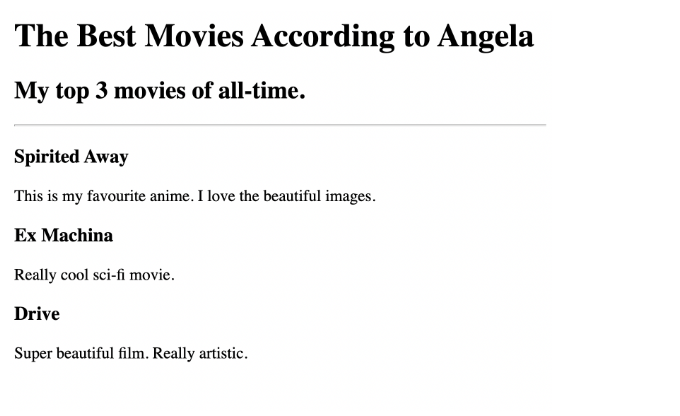 The Best Movies According to Angela
My top 3 movies of all-time.
Spirited Away
This is my favourite anime. I love the beautiful images.
Ex Machina
Really cool sci-fi movie.
Drive
Super beautiful film. Really artistic.